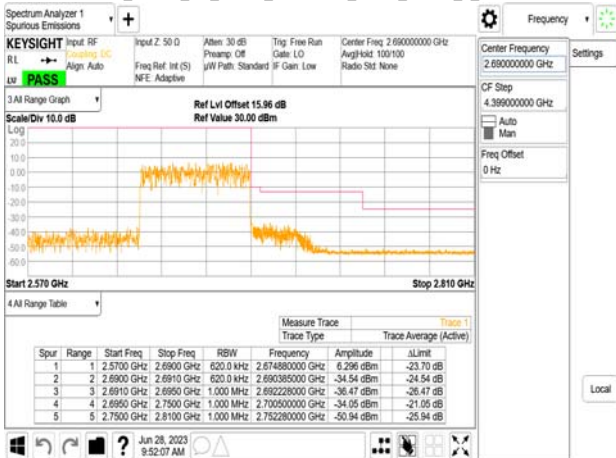 Spectrum Analyzer 1
Spurious Emissions
Frequency
KEYSIGHT
RL
PASS
Input: RF
Coupling: DC
Align: Auto
Input Z: 50 Ω
Freq Ref: Int (S)
NFE: Adaptive
Atten: 30 dB
Preamp: Off
µW Path: Standard
Trig: Free Run
Gate: LO
IF Gain: Low
Center Freq: 2.690000000 GHz
Avg|Hold: 100/100
Radio Std: None
Center Frequency
2.690000000 GHz
Settings
CF Step
4.399000000 GHz
Auto
Man
Freq Offset
0 Hz
Local
3 All Range Graph
Scale/Div 10.0 dB
Ref Lvl Offset 15.96 dB
Ref Value 30.00 dBm
Log
20.0
10.0
0.00
-10.0
-20.0
-30.0
-40.0
-50.0
-60.0
Start 2.570 GHz
Stop 2.810 GHz
4 All Range Table
Measure Trace Trace 1
Trace Type Trace Average (Active)
Spur Range Start Freq Stop Freq RBW Frequency Amplitude ΔLimit
1 1 2.5700 GHz 2.6900 GHz 620.0 kHz 2.674880000 GHz 6.296 dBm -23.70 dB
2 2 2.6900 GHz 2.6910 GHz 620.0 kHz 2.690385000 GHz -34.54 dBm -24.54 dB
3 3 2.6910 GHz 2.6950 GHz 1.000 MHz 2.692228000 GHz -36.47 dBm -26.47 dB
4 4 2.6950 GHz 2.7500 GHz 1.000 MHz 2.700500000 GHz -34.05 dBm -21.05 dB
5 5 2.7500 GHz 2.8100 GHz 1.000 MHz 2.752280000 GHz -50.94 dBm -25.94 dB
Jun 28, 2023
9:52:07 AM